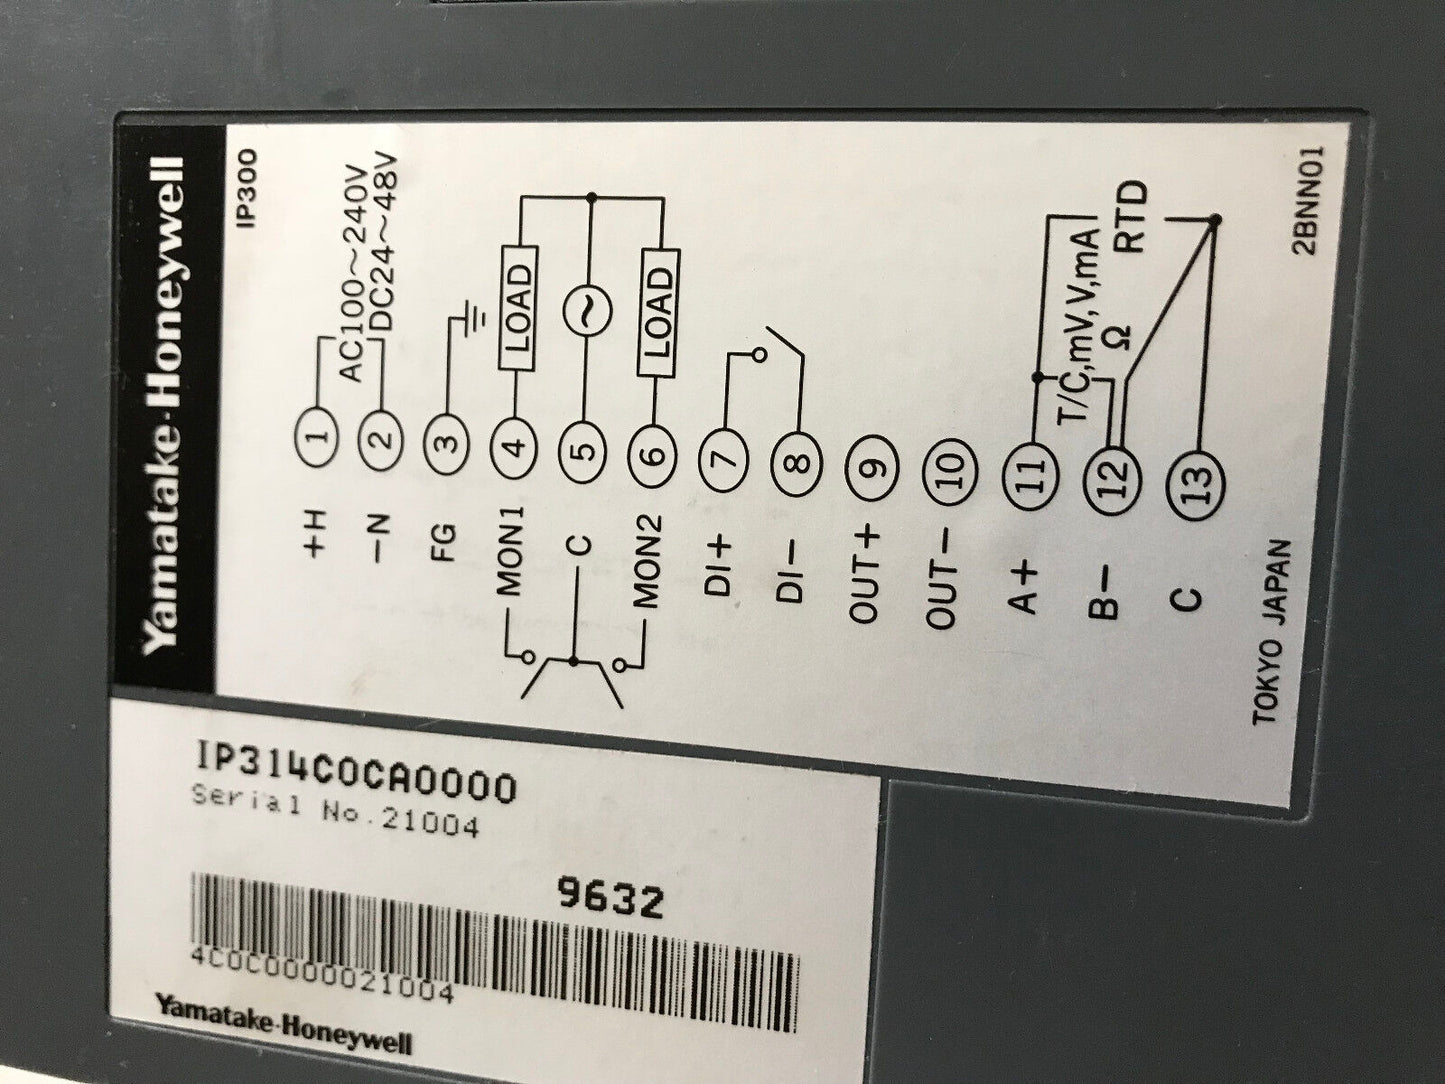 Yamatake-Honeywell
IP300
+H 1 AC100~240V
-N 2 DC24~48V
FG 3
MON1 4 LOAD
C 5 ~
MON2 6 LOAD
DI+ 7
DI- 8
OUT+ 9
OUT- 10
A+ 11
T/C,mV,V,mA
Ω
RTD
B- 12
C 13
TOKYO JAPAN 2BNN01
IP314C0CA0000
Serial No.21004
9632
4C0C0000021004
Yamatake-Honeywell